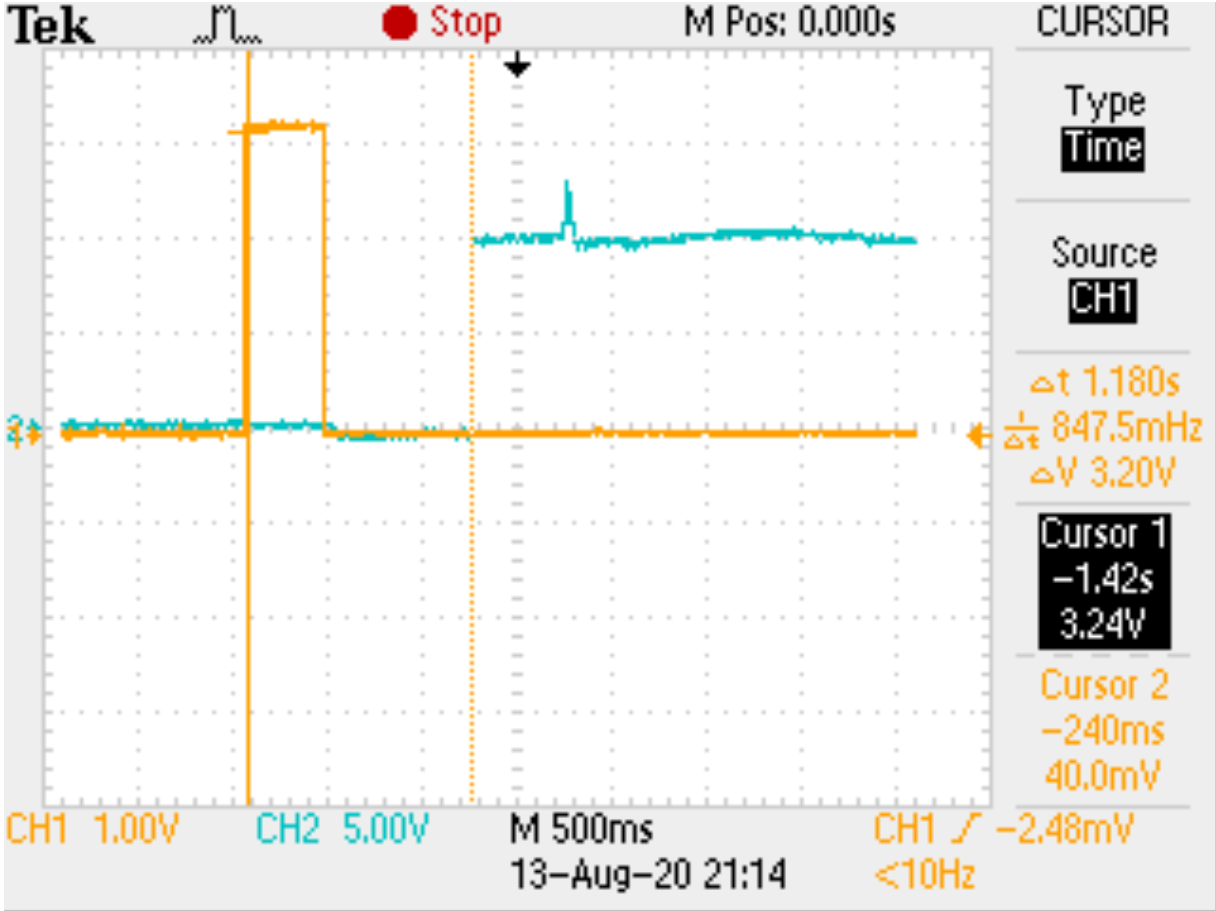 Tek Stop M Pos: 0.000s CURSOR
Type
Time
Source
CH1
△t 1.180s
1/△t 847.5mHz
△V 3.20V
Cursor 1
−1.42s
3.24V
Cursor 2
−240ms
40.0mV
CH1 1.00V CH2 5.00V M 500ms CH1 −2.48mV
13−Aug−20 21:14 <10Hz